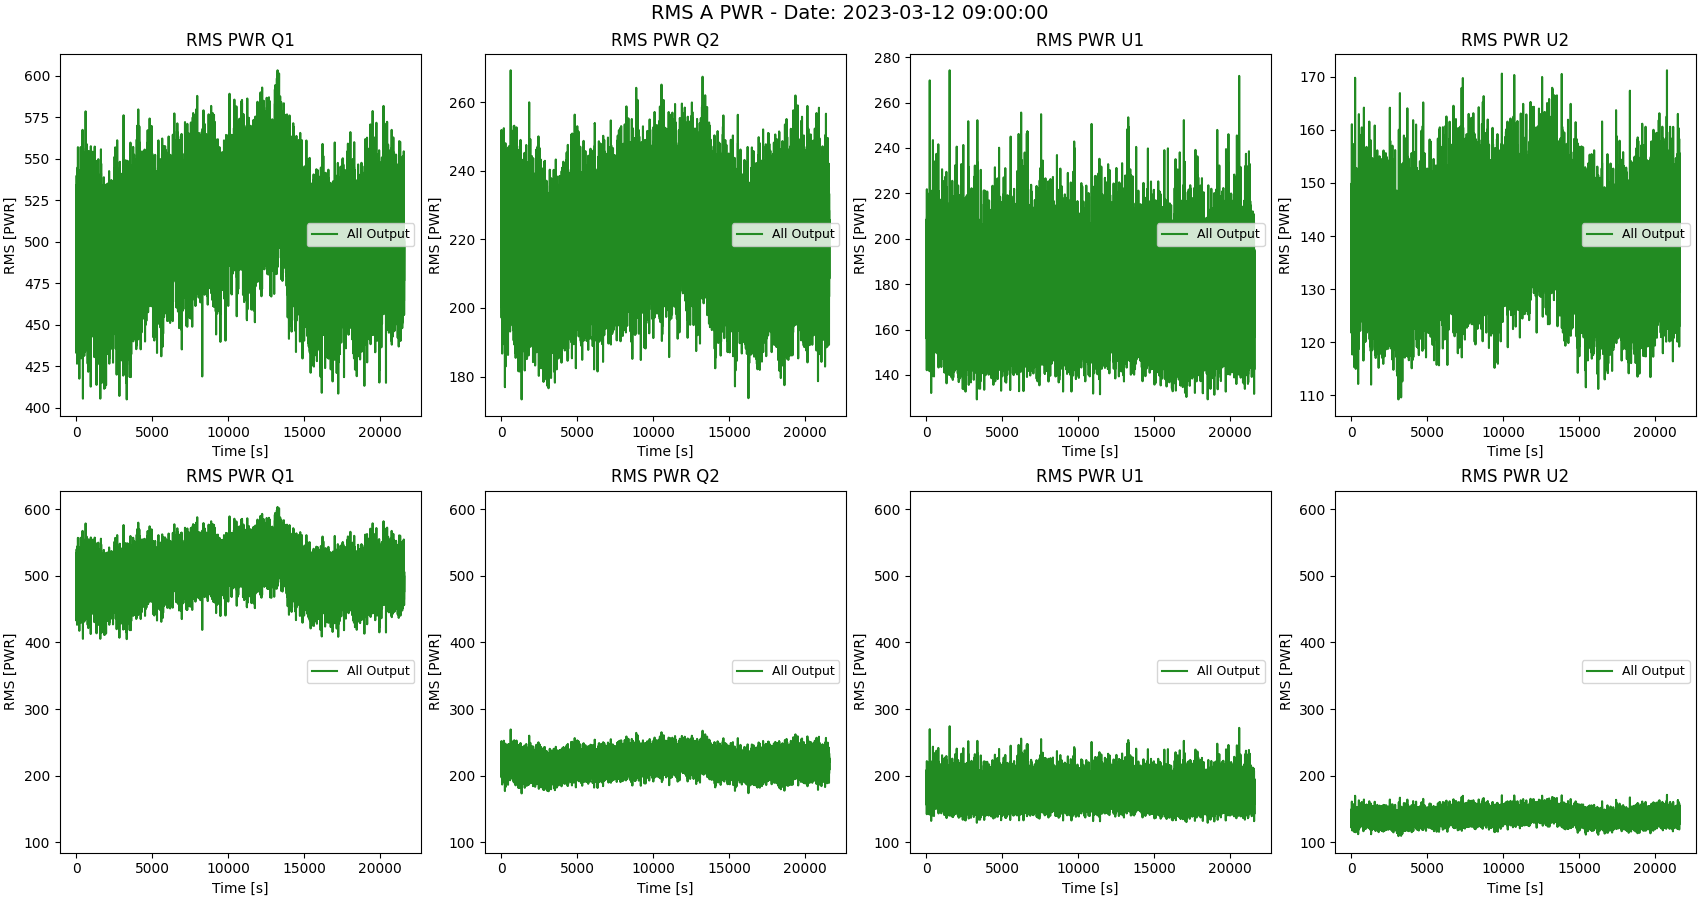 RMS A PWR - Date: 2023-03-12 09:00:00
RMS PWR Q1
RMS [PWR]
600
575
550
525
500
475
450
425
400
All Output
0 5000 10000 15000 20000
Time [s]
RMS PWR Q2
RMS [PWR]
260
240
220
200
180
All Output
0 5000 10000 15000 20000
Time [s]
RMS PWR U1
RMS [PWR]
280
260
240
220
200
180
160
140
All Output
0 5000 10000 15000 20000
Time [s]
RMS PWR U2
RMS [PWR]
170
160
150
140
130
120
110
All Output
0 5000 10000 15000 20000
Time [s]
RMS PWR Q1
RMS [PWR]
600
500
400
300
200
100
All Output
0 5000 10000 15000 20000
Time [s]
RMS PWR Q2
RMS [PWR]
600
500
400
300
200
100
All Output
0 5000 10000 15000 20000
Time [s]
RMS PWR U1
RMS [PWR]
600
500
400
300
200
100
All Output
0 5000 10000 15000 20000
Time [s]
RMS PWR U2
RMS [PWR]
600
500
400
300
200
100
All Output
0 5000 10000 15000 20000
Time [s]